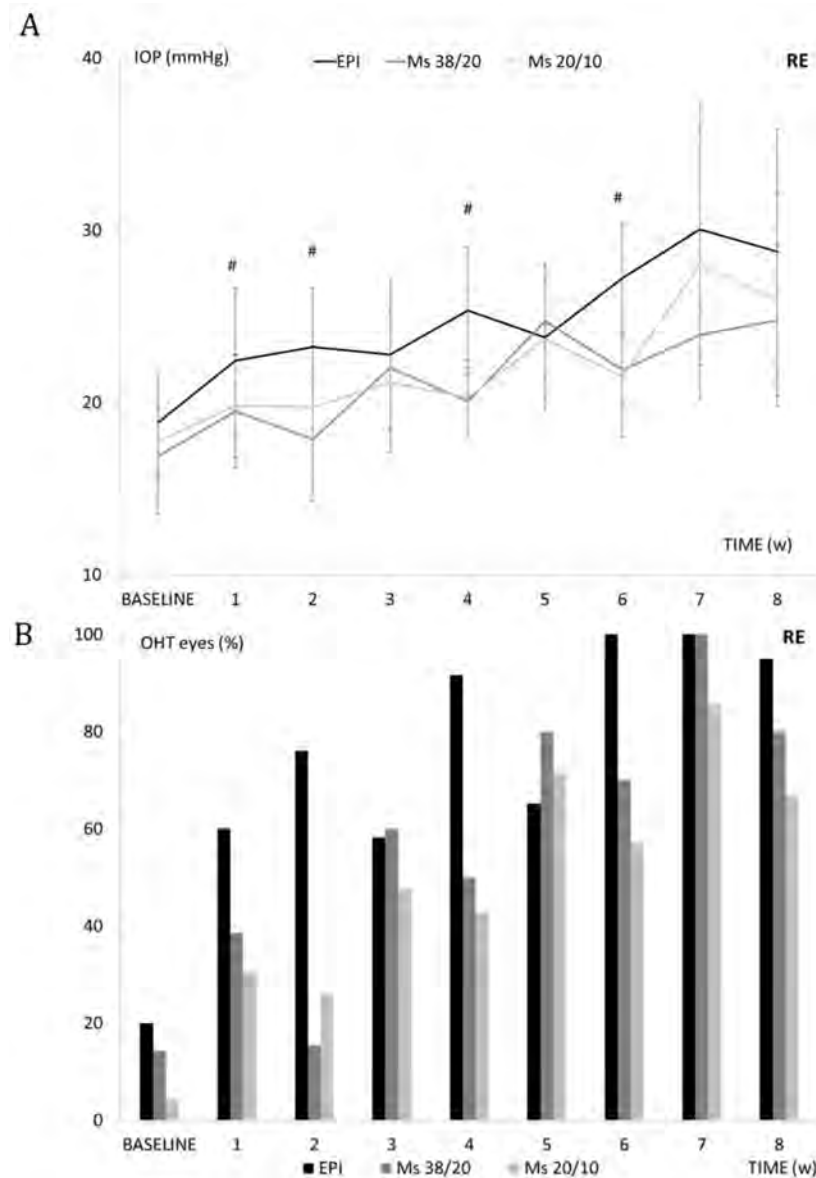 A
IOP (mmHg)
EPI Ms 38/20 Ms 20/10
RE
40
#
#
#
#
30
20
10
TIME (w)
BASELINE 1 2 3 4 5 6 7 8
B
OHT eyes (%)
RE
100
80
60
40
20
0
BASELINE 1 2 3 4 5 6 7 8
EPi Ms 38/20 Ms 20/10
TIME (w)